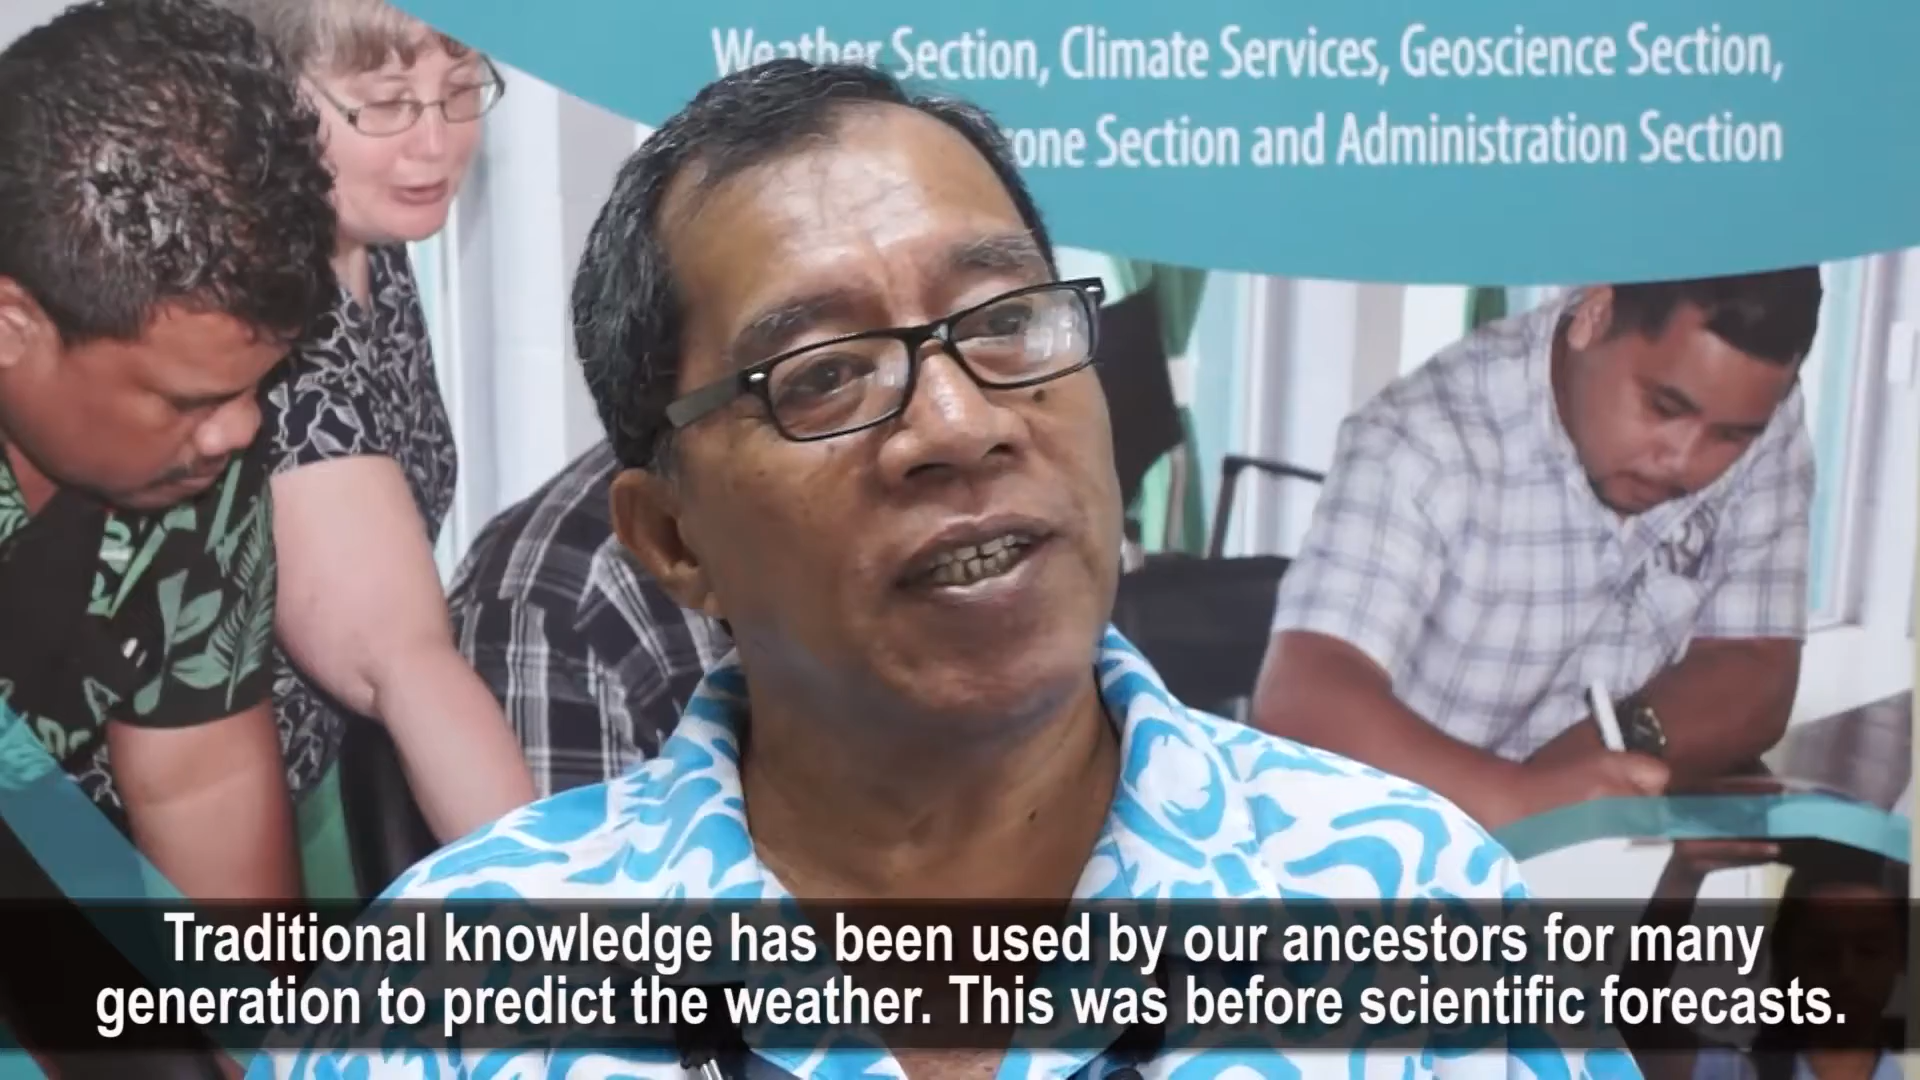 Weather Section, Climate Services, Geoscience Section,
Section and Administration Section
Traditional knowledge has been used by our ancestors for many
generation to predict the weather. This was before scientific forecasts.